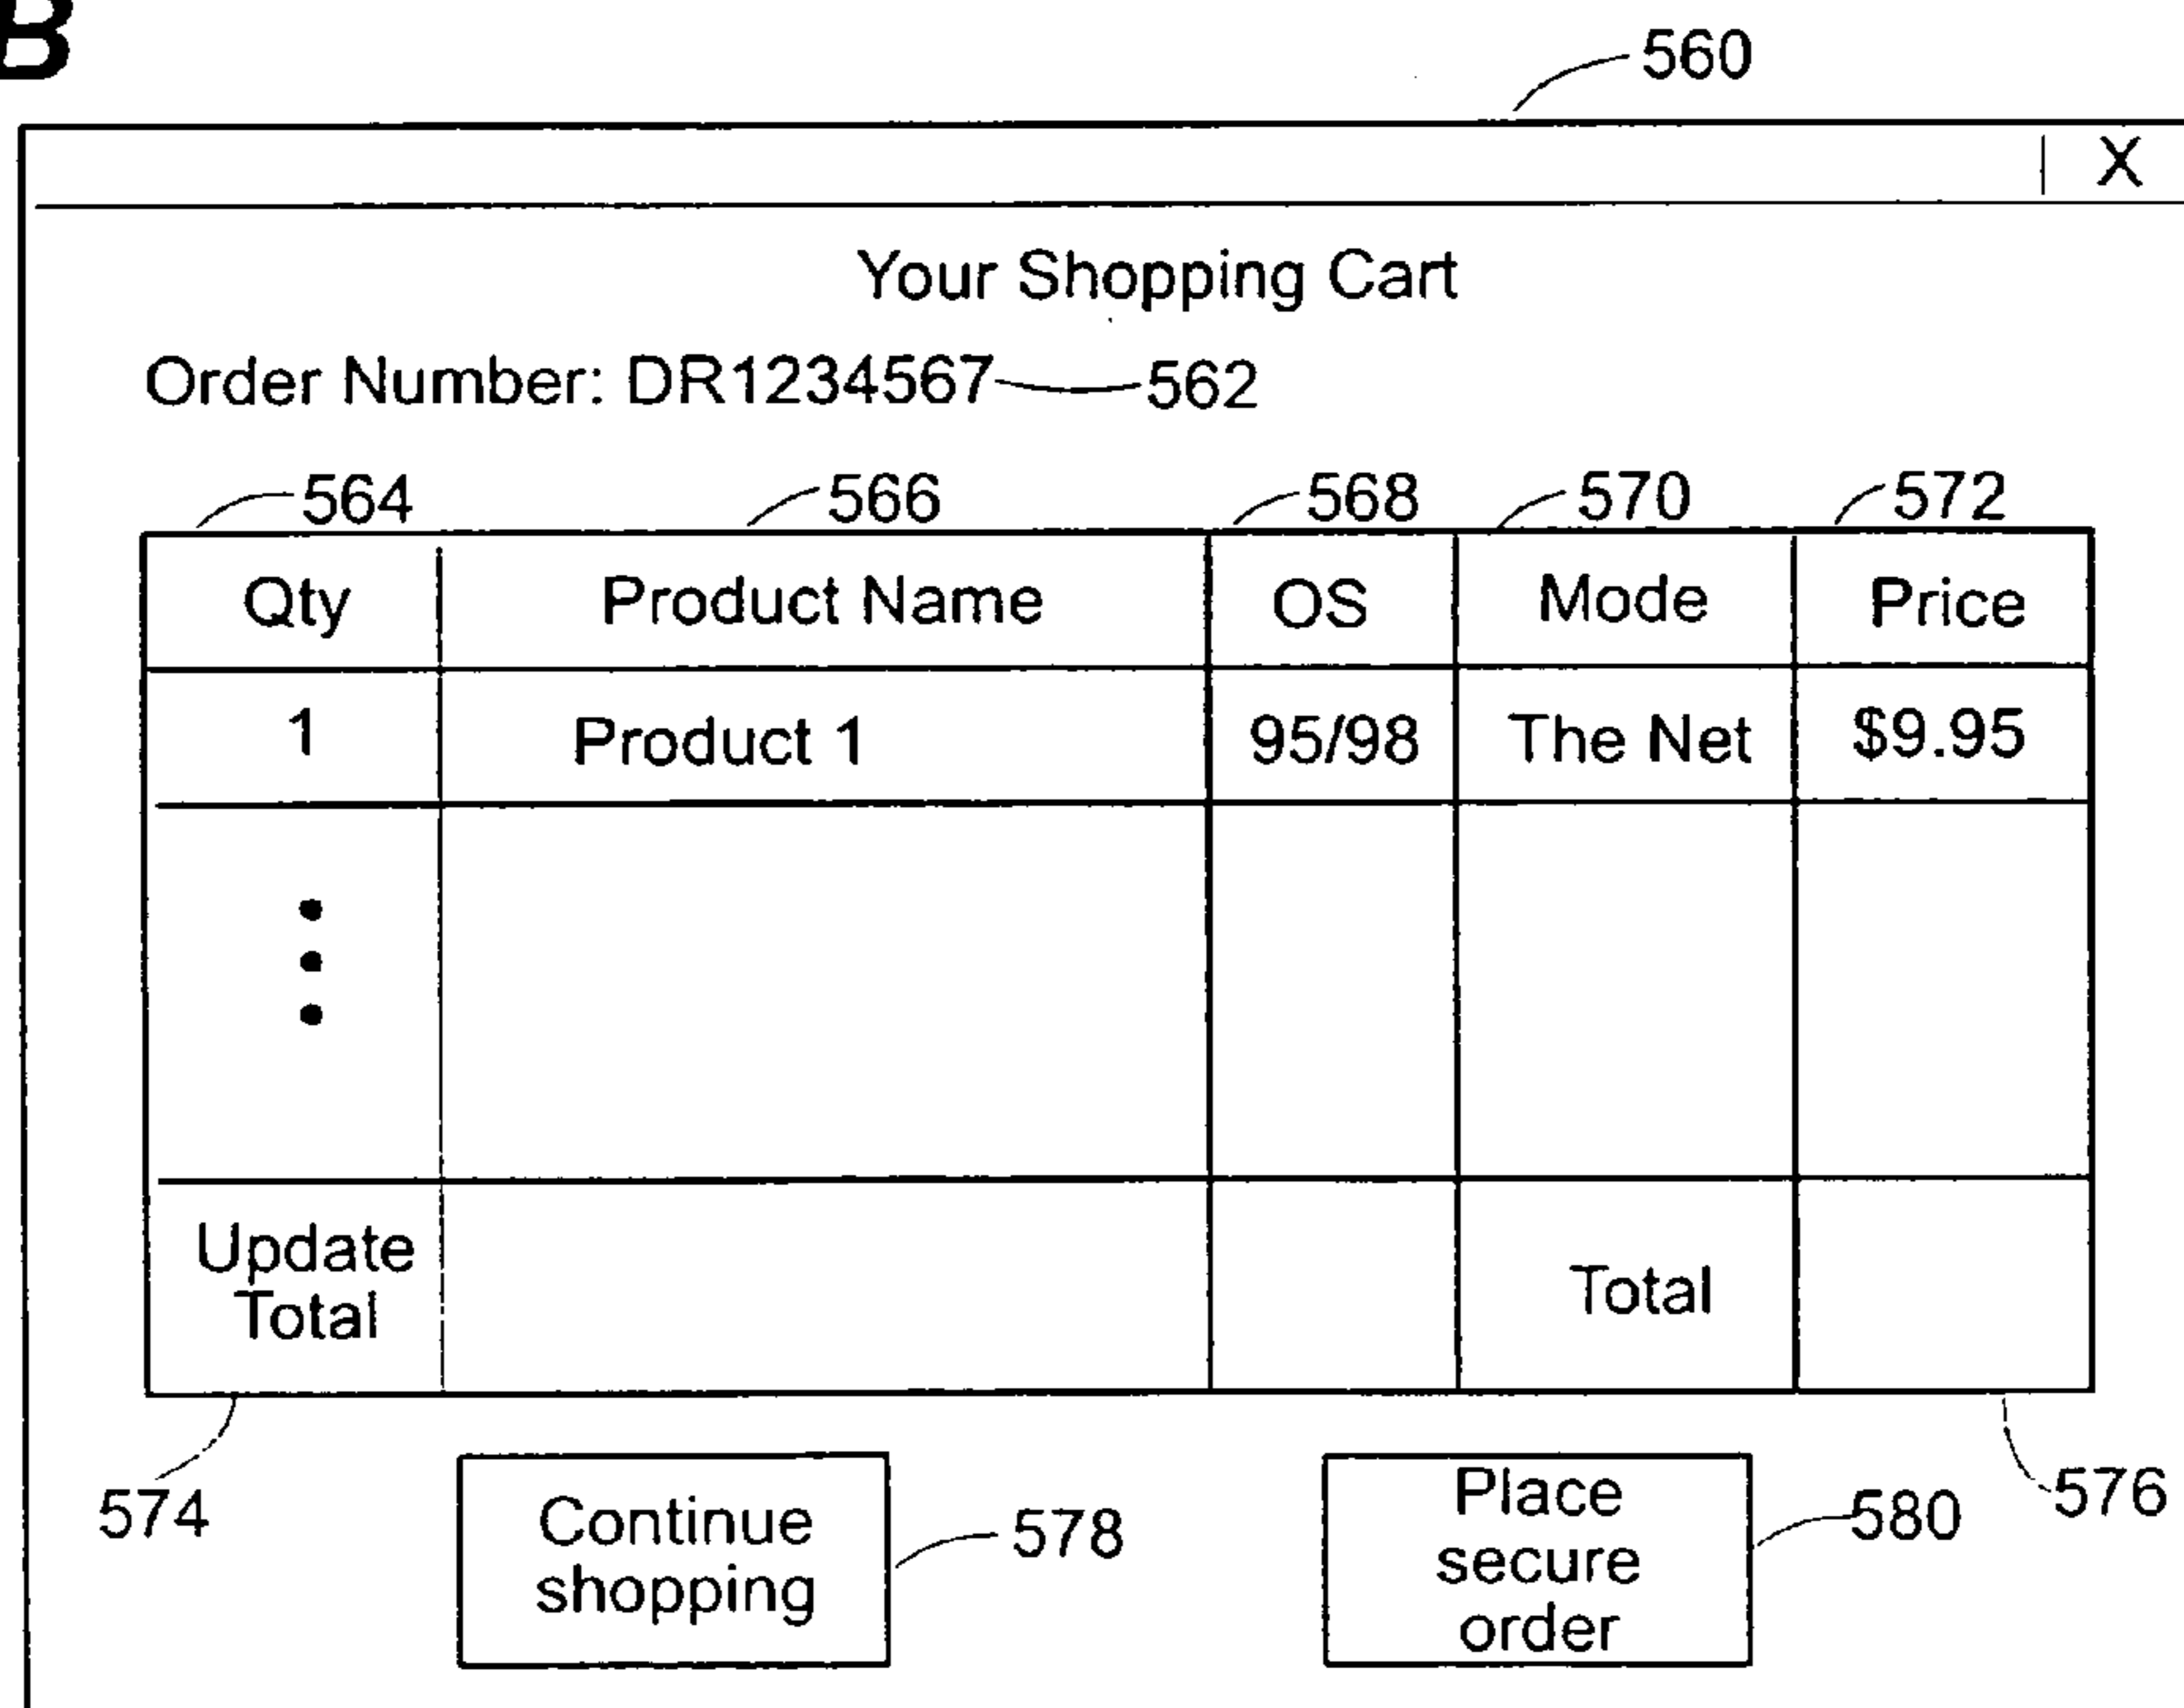 B
560
X
Your Shopping Cart
Order Number: DR1234567 562
564 566 568 570 572
Qty Product Name OS Mode Price
1 Product 1 95/98 The Net $9.95
Update
Total
Total
574
576
Continue
shopping
578
Place
secure
order
580